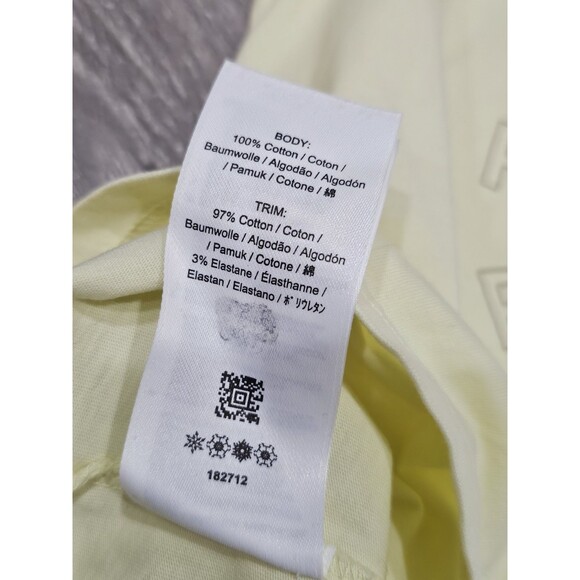 BODY:
100% Cotton / Coton /
Baumwolle / Algodão / Algodón
/ Pamuk / Cotone / 綿
TRIM:
97% Cotton / Coton /
Baumwolle / Algodão / Algodón
/ Pamuk / Cotone / 綿
3% Elastane / Élasthanne /
Elastan / Elastano / ﾎﾟﾘｳﾚﾀﾝ
182712